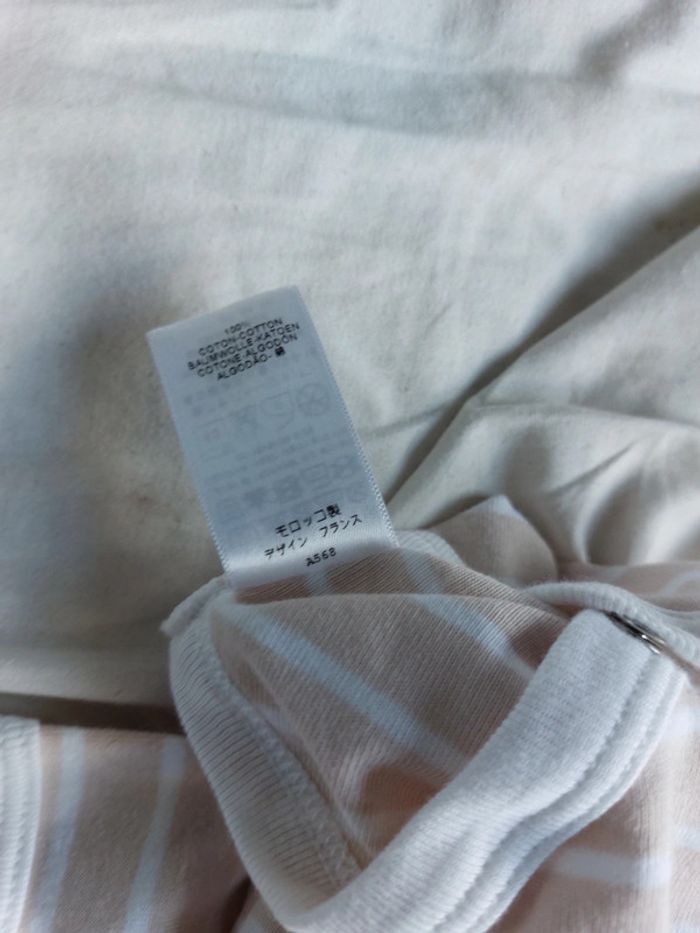 100%
COTON-COTTON
BAUMWOLLE-KATOEN
COTONE-ALGODÓN
ALGODÃO-綿
モロッコ製
デザイン フランス
A568